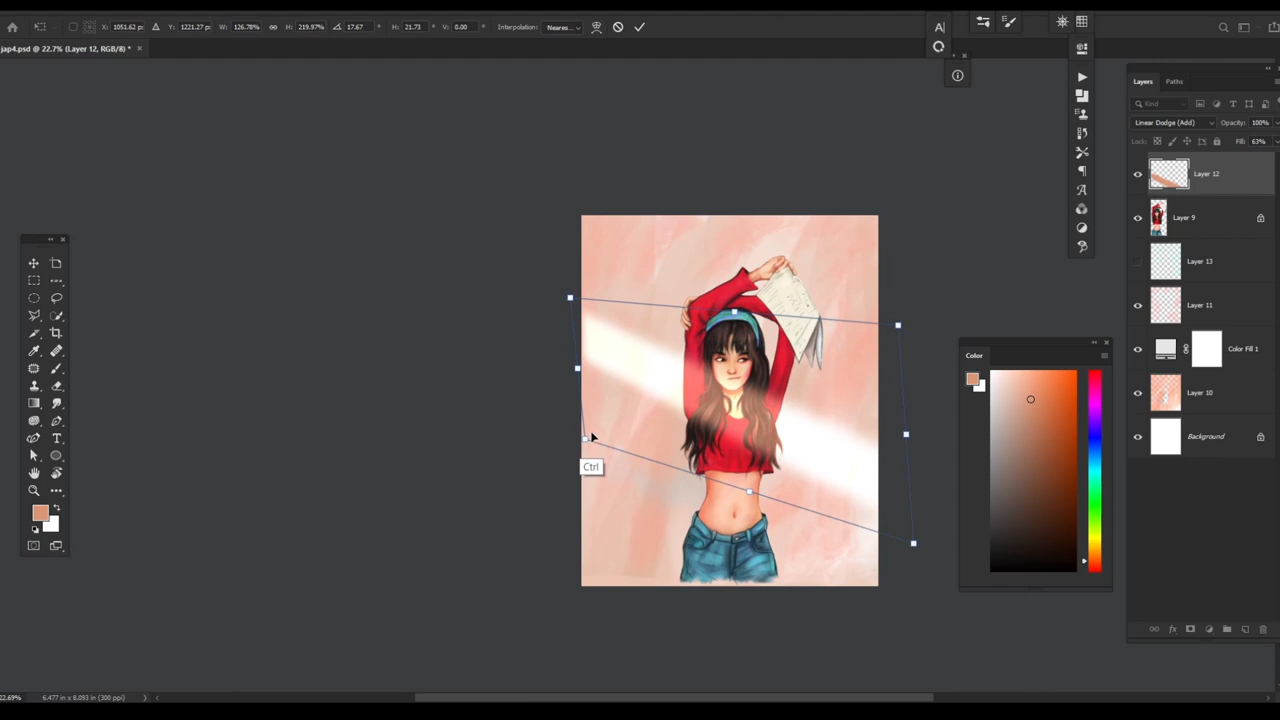 X: 1051.62 p: Y: 1221.27 p: W: 126.78% H: 219.97% 17.67 ° H: 21.73 ° V: 0.00 ° Interpolation: Neares...
jap4.psd @ 22.7% (Layer 12, RGB/8) * ×
Layers Paths
Kind
Linear Dodge (Add) Opacity: 100%
Lock: Fill: 63%
Layer 12
Layer 9
Layer 13
Layer 11
Color Fill 1
Layer 10
Background
Color
Ctrl
22.69% 6.477 in x 8.093 in (300 ppi)